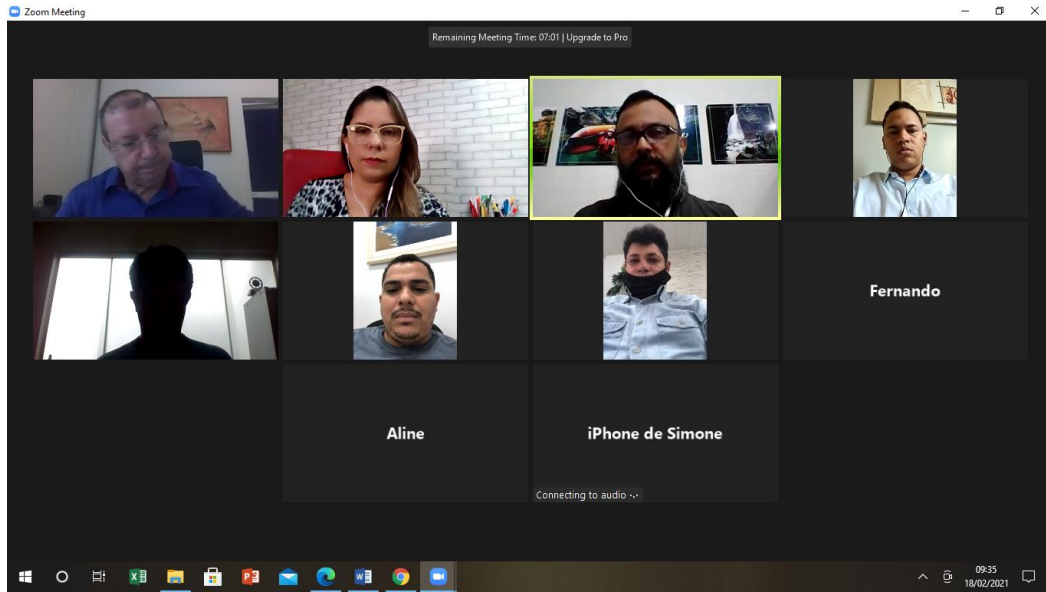 Zoom Meeting
Remaining Meeting Time: 07:01 | Upgrade to Pro
Fernando
Aline
iPhone de Simone
Connecting to audio
09:35
18/02/2021